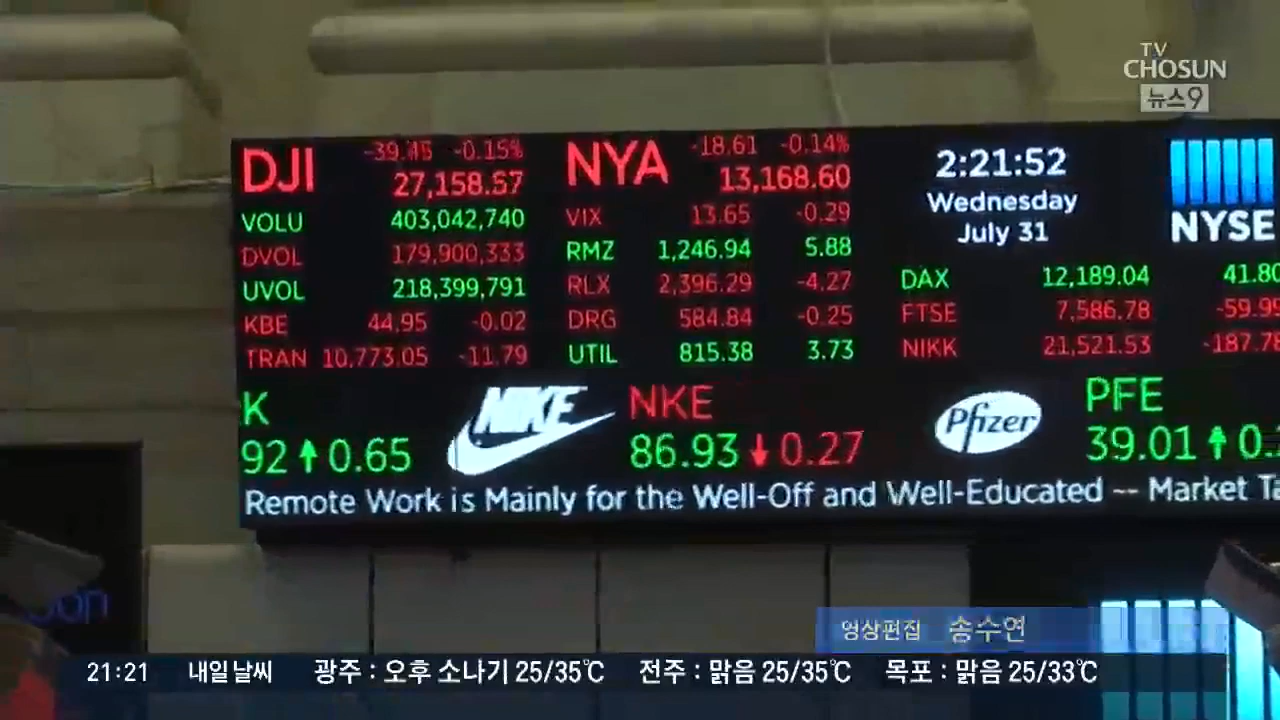 TV
CHOSUN
뉴스9
DJI -39.45 -0.15%
27,158.57
VOLU 403,042,740
DVOL 179,900,333
UVOL 218,399,791
KBE 44.95 -0.02
TRAN 10,773.05 -11.79
NYA -18.61 -0.14%
13,168.60
VIX 13.65 -0.29
RMZ 1,246.94 5.88
RLX 2,396.29 -4.27
DRG 584.84 -0.25
UTIL 815.38 3.73
2:21:52
Wednesday
July 31
NYSE
DAX 12,189.04 41.80
FTSE 7,586.78 -59.99
NIKK 21,521.53 -187.78
K
92 ↑ 0.65
NIKE
NKE
86.93 ↓ 0.27
Pfizer
PFE
39.01 ↑ 0.
Remote Work is Mainly for the Well-Off and Well-Educated -- Market
영상편집 송수연
21:21 내일날씨 광주 : 오후 소나기 25/35℃ 전주 : 맑음 25/35℃ 목포 : 맑음 25/33℃